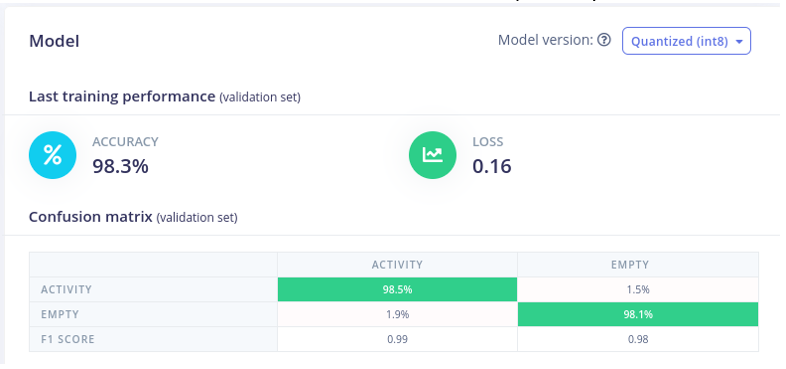 Model
Model version: Quantized (int8)
Last training performance (validation set)
% ACCURACY 98.3%
LOSS 0.16
Confusion matrix (validation set)
ACTIVITY EMPTY
ACTIVITY 98.5% 1.5%
EMPTY 1.9% 98.1%
F1 SCORE 0.99 0.98